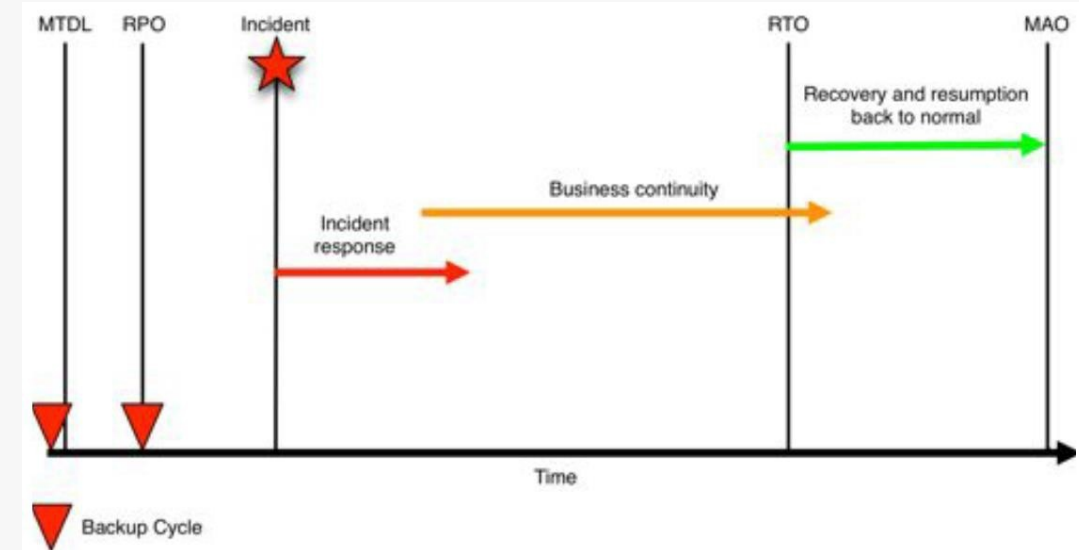 MTDL RPO Incident RTO MAO
Recovery and resumption
back to normal
Business continuity
Incident
response
Time
Backup Cycle